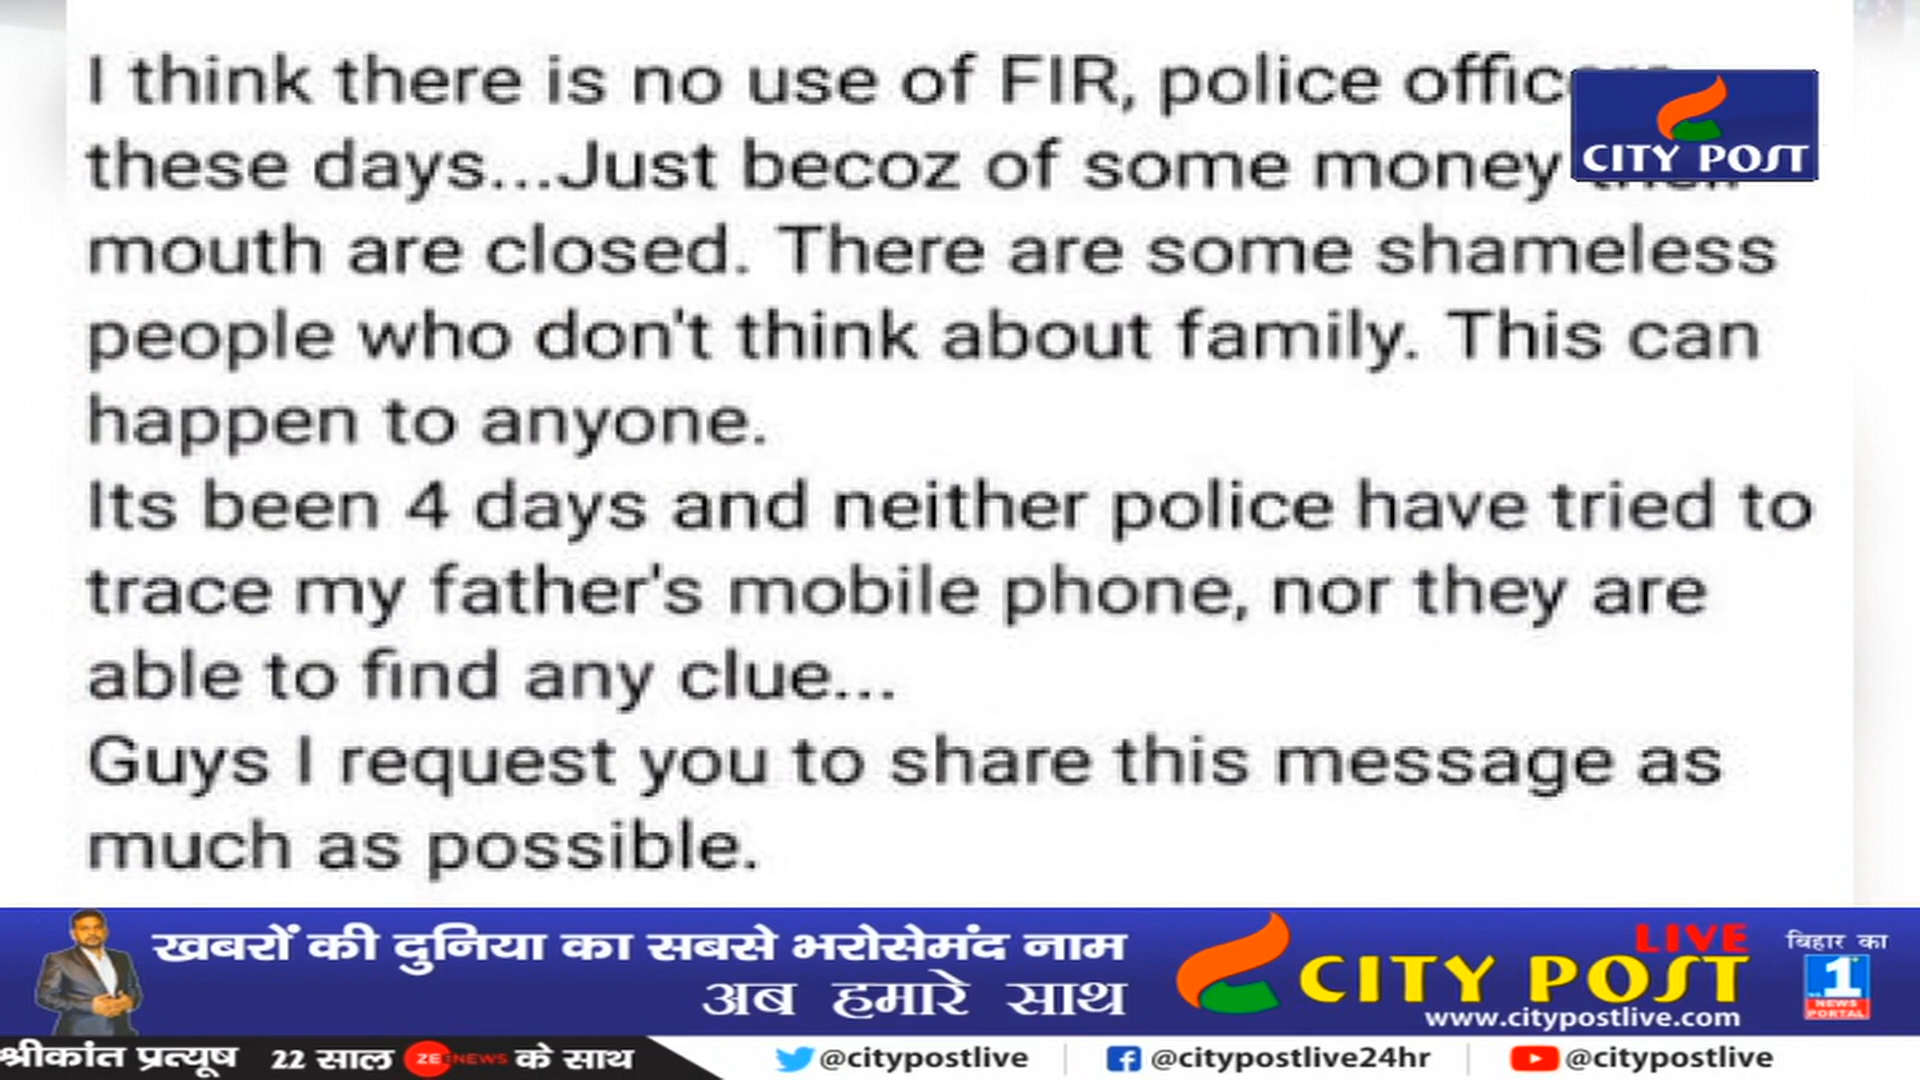 I think there is no use of FIR, police
these days...Just becoz of some money
mouth are closed. There are some shameless
people who don't think about family. This can
happen to anyone.
Its been 4 days and neither police have tried to
trace my father's mobile phone, nor they are
able to find any clue...
Guys I request you to share this message as
much as possible.
CITY POST
खबरों की दुनिया का सबसे भरोसेमंद नाम
अब हमारे साथ
LIVE
CITY POST
www.citypostlive.com
बिहार का
1
NEWS
PORTAL
श्रीकांत प्रत्यूष 22 साल ZEE NEWS के साथ
@citypostlive
@citypostlive24hr
@citypostlive